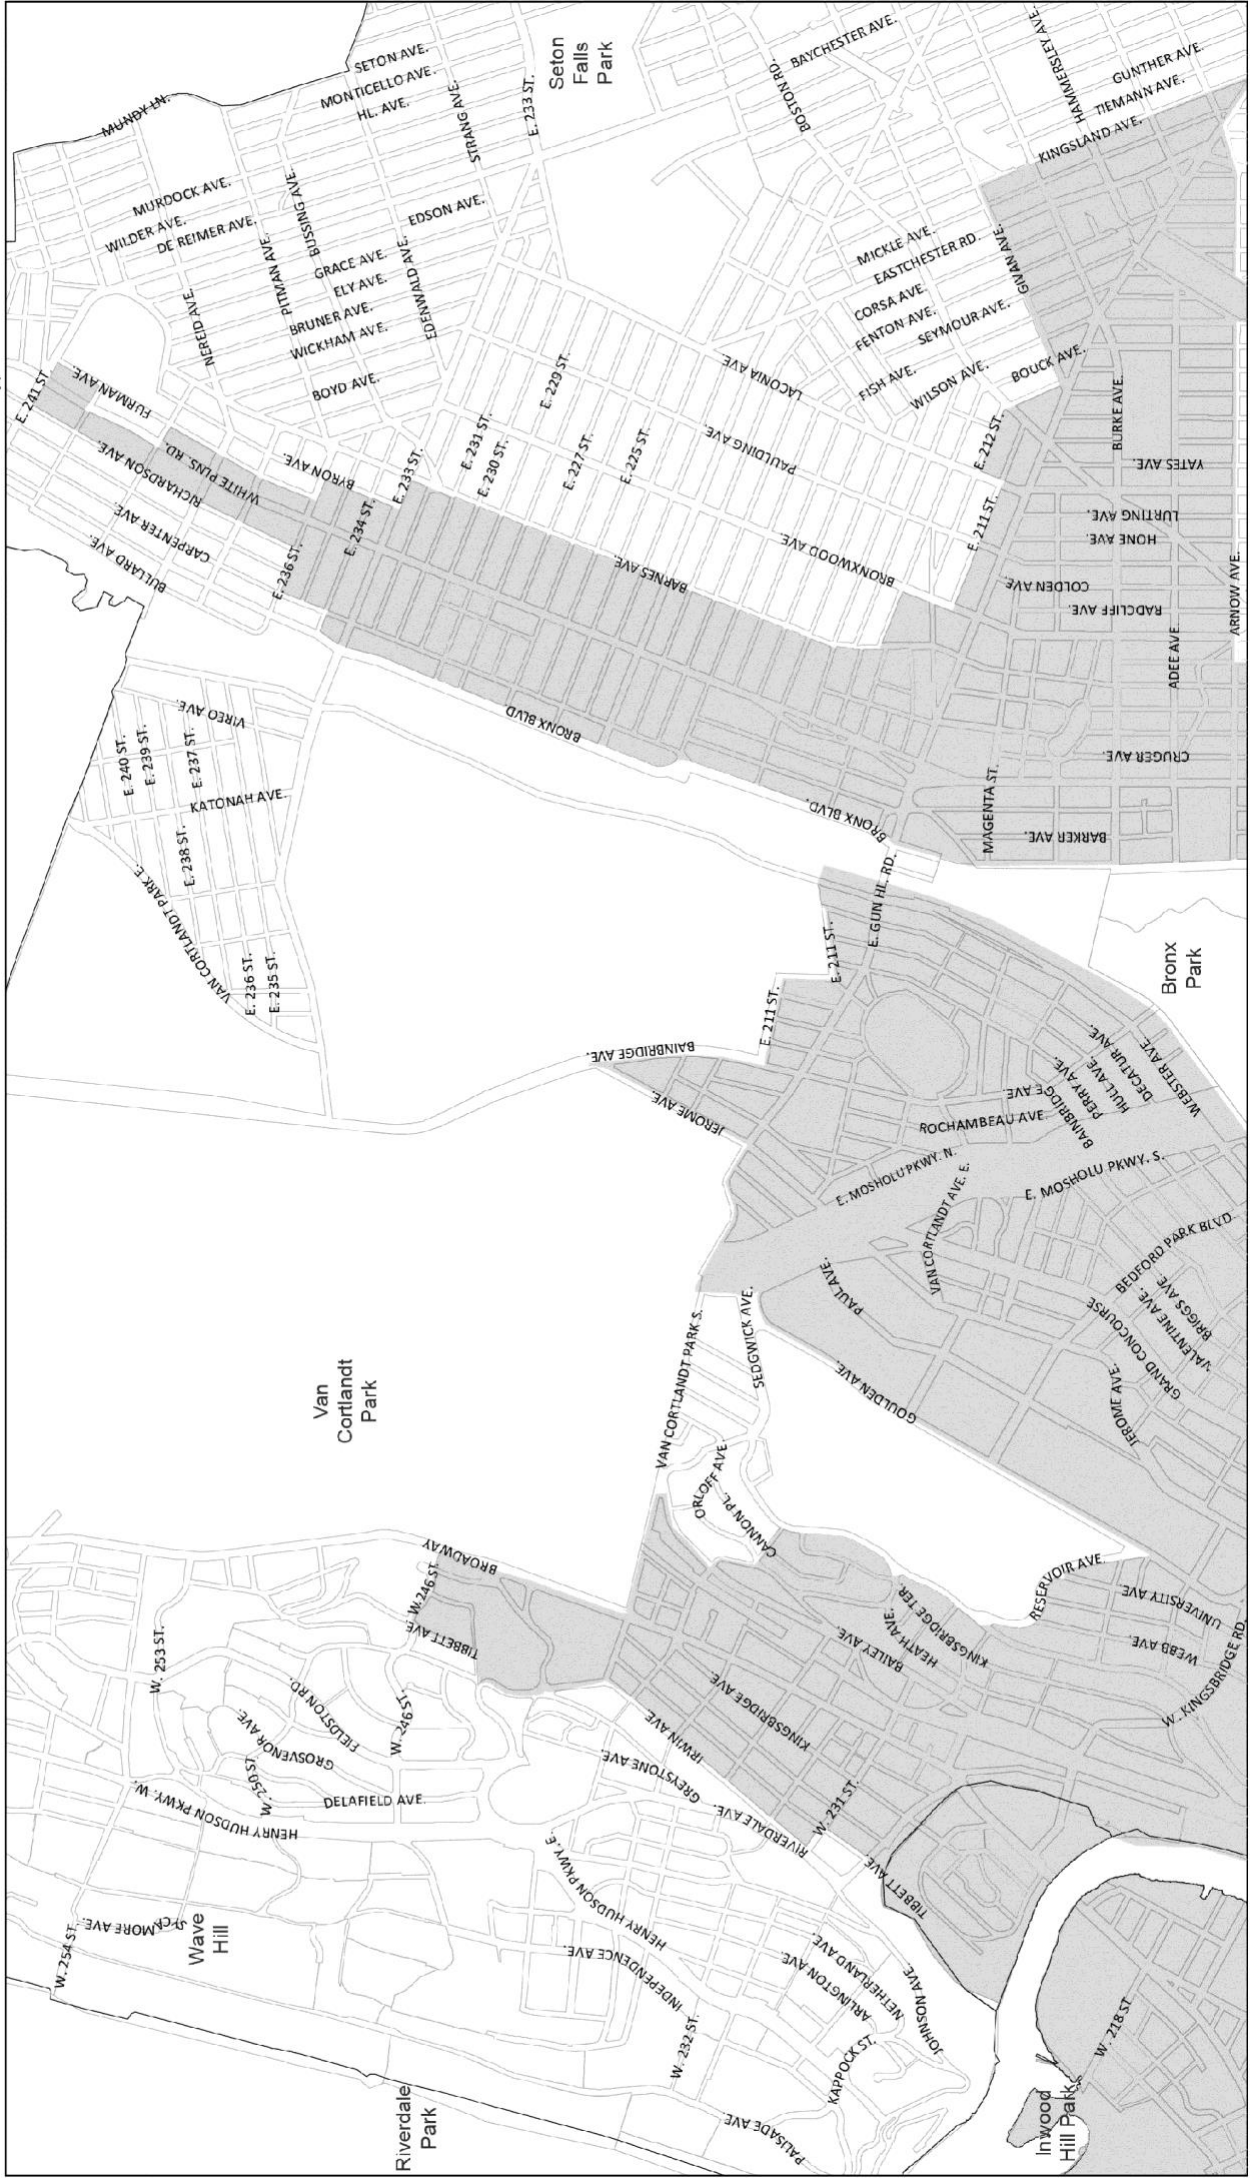 SETON AVE.
MONTICELLO AVE.
HL. AVE.
MUNDY LN.
STRANG AVE.
E. 233 ST.
Seton
Falls
Park
BOSTON RD.
BAYCHESTER AVE.
HAMMERSLEY AVE.
GUNTHER AVE.
TIEMANN AVE.
KINGSLAND AVE.
MURDOCK AVE.
WILDER AVE.
DE REIMER AVE.
BUSSING AVE.
PITMAN AVE.
NEREID AVE.
EDSON AVE.
GRACE AVE.
ELY AVE.
BRUNER AVE.
WICKHAM AVE.
EDENWALD AVE.
BOYD AVE.
MICKLE AVE.
EASTCHESTER RD.
CORSA AVE.
FENTON AVE.
SEYMOUR AVE.
GIVAN AVE.
FISH AVE.
WILSON AVE.
BOUCK AVE.
E. 241 ST.
FURMAN AVE.
WHITE PLNS. RD.
RICHARDSON AVE.
CARPENTER AVE.
BULLARD AVE.
BYRON AVE.
E. 233 ST.
E. 234 ST.
E. 236 ST.
E. 231 ST.
E. 230 ST.
E. 229 ST.
E. 227 ST.
E. 225 ST.
LACONIA AVE.
PAULDING AVE.
BRONXWOOD AVE.
BARNES AVE.
E. 212 ST.
E. 211 ST.
BURKE AVE.
YATES AVE.
LURTING AVE.
HONE AVE.
COLDEN AVE
RADCLIFF AVE.
ADEE AVE.
ARNOW AVE.
CRUGER AVE.
MAGENTA ST.
BARKER AVE.
BRONX BLVD
BRONX BLVD.
VIREO AVE.
E. 240 ST.
E. 239 ST.
E. 237 ST.
KATONAH AVE.
E. 238 ST.
VAN CORTLANDT PARK E.
E. 236 ST.
E. 235 ST.
E. GUN HL. RD.
E. 211 ST.
E. 211 ST.
BAINBRIDGE AVE.
JEROME AVE.
Bronx
Park
BAINBRIDGE AVE
ROCHAMBEAU AVE.
PERRY AVE.
HULL AVE.
DECATUR AVE.
WEBSTER AVE.
E. MOSHOLU PKWY. N.
E. MOSHOLU PKWY. S.
VAN CORTLANDT AVE. E.
PAUL AVE.
BEDFORD PARK BLVD.
BRIGGS AVE
VALENTINE AVE.
GRAND CONCOURSE
JEROME AVE.
Van
Cortlandt
Park
VAN CORTLANDT PARK S.
SEDGWICK AVE.
GOULDEN AVE.
ORLOFF AVE.
CANNON PL.
BROADWAY
W. 246 ST.
TIBBETT AVE
RESERVOIR AVE.
UNIVERSITY AVE
WEBB AVE.
W. KINGSBRIDGE RD.
KINGSBRIDGE TER
HEATH AVE.
BAILEY AVE.
KINGSBRIDGE AVE
IRWIN AVE
GREYSTONE AVE.
RIVERDALE AVE.
W. 231 ST.
TIBBETT AVE.
W. 253 ST.
FIELDSTON RD.
GROSVENOR AVE.
W. 246 ST.
W. 250 ST
DELAFIELD AVE.
HENRY HUDSON PKWY. W.
HENRY HUDSON PKWY. E.
W. 254 ST.
SYCAMORE AVE.
Wave
Hill
INDEPENDENCE AVE.
ARLINGTON AVE.
NETHERLAND AVE.
JOHNSON AVE.
W. 232 ST.
KAPPOCK ST.
PALISADE AVE.
Riverdale
Park
Inwood
Hill Park
W. 218 ST